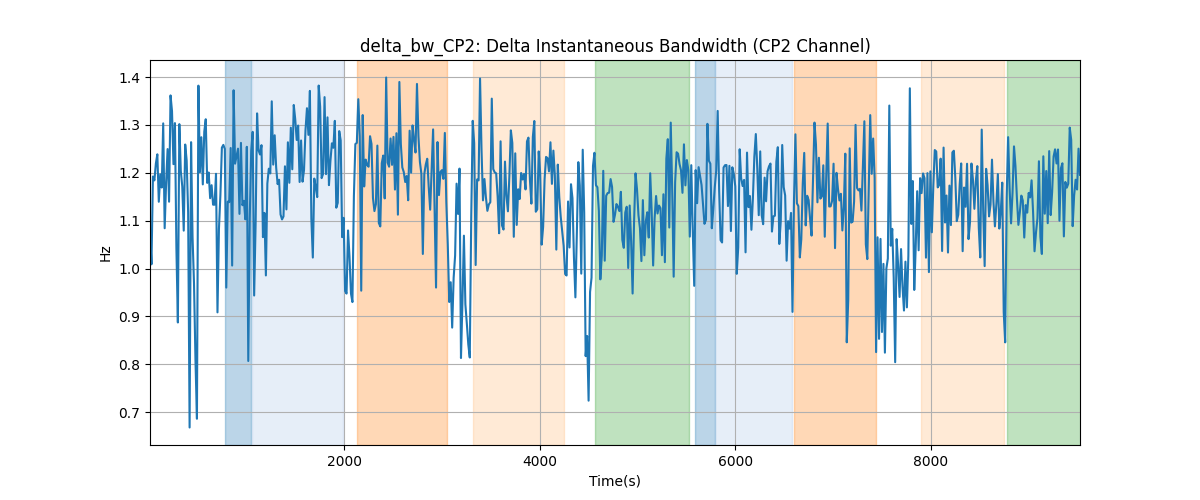 delta_bw_CP2: Delta Instantaneous Bandwidth (CP2 Channel)
1.4
1.3
1.2
1.1
1.0
0.9
0.8
0.7
Hz
2000 4000 6000 8000
Time(s)